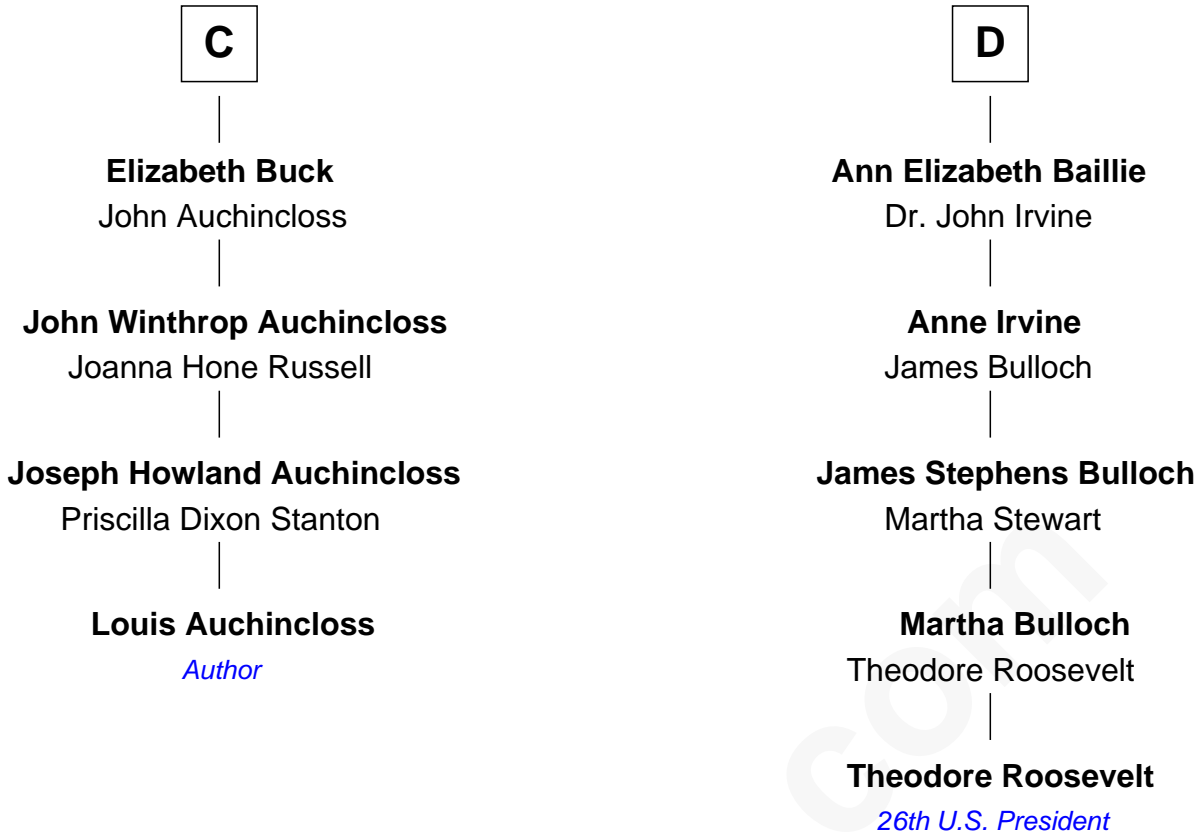 C
Elizabeth Buck
John Auchincloss
John Winthrop Auchincloss
Joanna Hone Russell
Joseph Howland Auchincloss
Priscilla Dixon Stanton
Louis Auchincloss
Author
D
Ann Elizabeth Baillie
Dr. John Irvine
Anne Irvine
James Bulloch
James Stephens Bulloch
Martha Stewart
Martha Bulloch
Theodore Roosevelt
Theodore Roosevelt
26th U.S. President
com